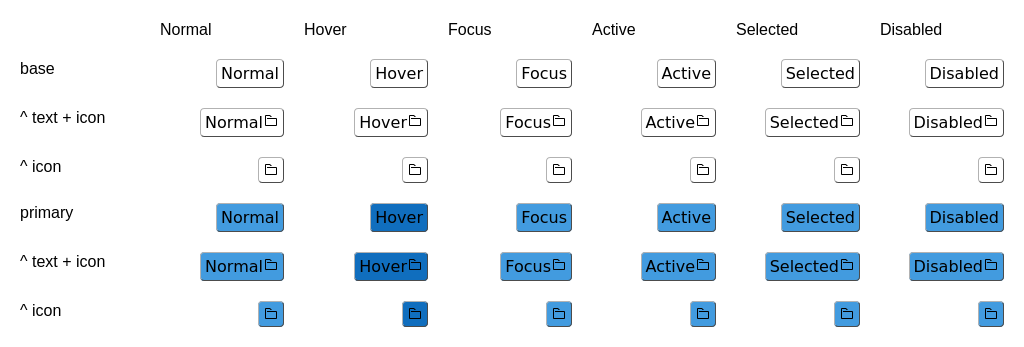 Normal Hover Focus Active Selected Disabled
base Normal Hover Focus Active Selected Disabled
^ text + icon Normal Hover Focus Active Selected Disabled
^ icon
primary Normal Hover Focus Active Selected Disabled
^ text + icon Normal Hover Focus Active Selected Disabled
^ icon